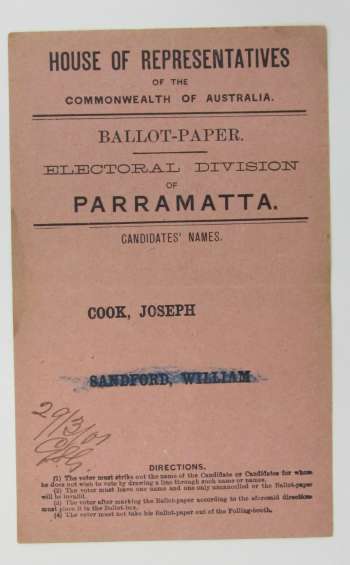 HOUSE OF REPRESENTATIVES
OF THE
COMMONWEALTH OF AUSTRALIA.
BALLOT-PAPER.
ELECTORAL DIVISION
OF
PARRAMATTA.
CANDIDATES' NAMES.
COOK, JOSEPH
SANDFORD, WILLIAM
29/3/01
DIRECTIONS.
(1) The voter must strike out the name of the Candidate or Candidates for whom
he does not wish to vote by drawing a line through such name or names.
(2) The voter must leave one name and one only uncancelled or the Ballot-paper
will be invalid.
(3) The voter after marking the Ballot-paper according to the aforesaid directions
must place it in the Ballot-box.
(4) The voter must not take his Ballot-paper out of the Polling-booth.